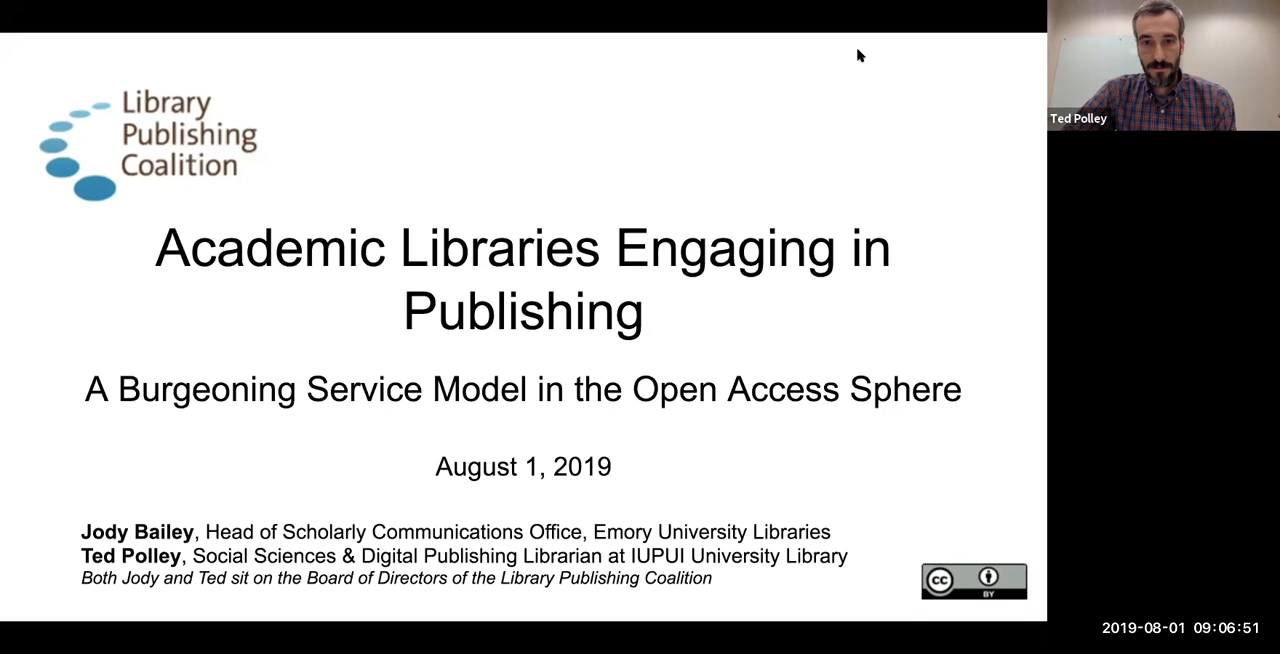 Library
Publishing
Coalition
Academic Libraries Engaging in
Publishing
A Burgeoning Service Model in the Open Access Sphere
August 1, 2019
Jody Bailey, Head of Scholarly Communications Office, Emory University Libraries
Ted Polley, Social Sciences & Digital Publishing Librarian at IUPUI University Library
Both Jody and Ted sit on the Board of Directors of the Library Publishing Coalition
cc
BY
Ted Polley
2019-08-01 09:06:51